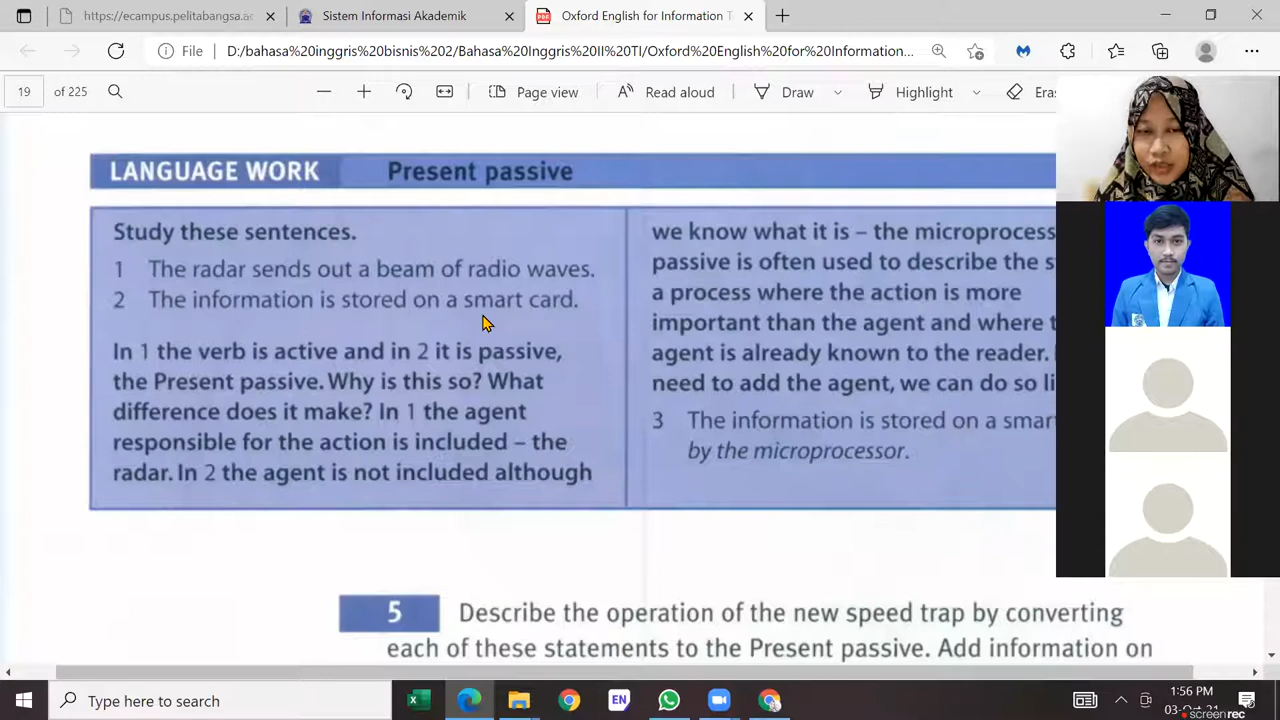 https://ecampus.pelitabangsa.ac
Sistem Informasi Akademik
Oxford English for Information T
File
D:/bahasa%20inggris%20bisnis%202/Bahasa%20Inggris%20II%20TI/Oxford%20English%20for%20Information...
19
of 225
Page view
Read aloud
Draw
Highlight
Eras
LANGUAGE WORK
Present passive
Study these sentences.
1 The radar sends out a beam of radio waves.
2 The information is stored on a smart card.
In 1 the verb is active and in 2 it is passive,
the Present passive. Why is this so? What
difference does it make? In 1 the agent
responsible for the action is included – the
radar. In 2 the agent is not included although
we know what it is – the microprocess
passive is often used to describe the s
a process where the action is more
important than the agent and where t
agent is already known to the reader.
need to add the agent, we can do so li
3 The information is stored on a smar
by the microprocessor.
5 Describe the operation of the new speed trap by converting
each of these statements to the Present passive. Add information on
Type here to search
EN
1:56 PM
screenrec